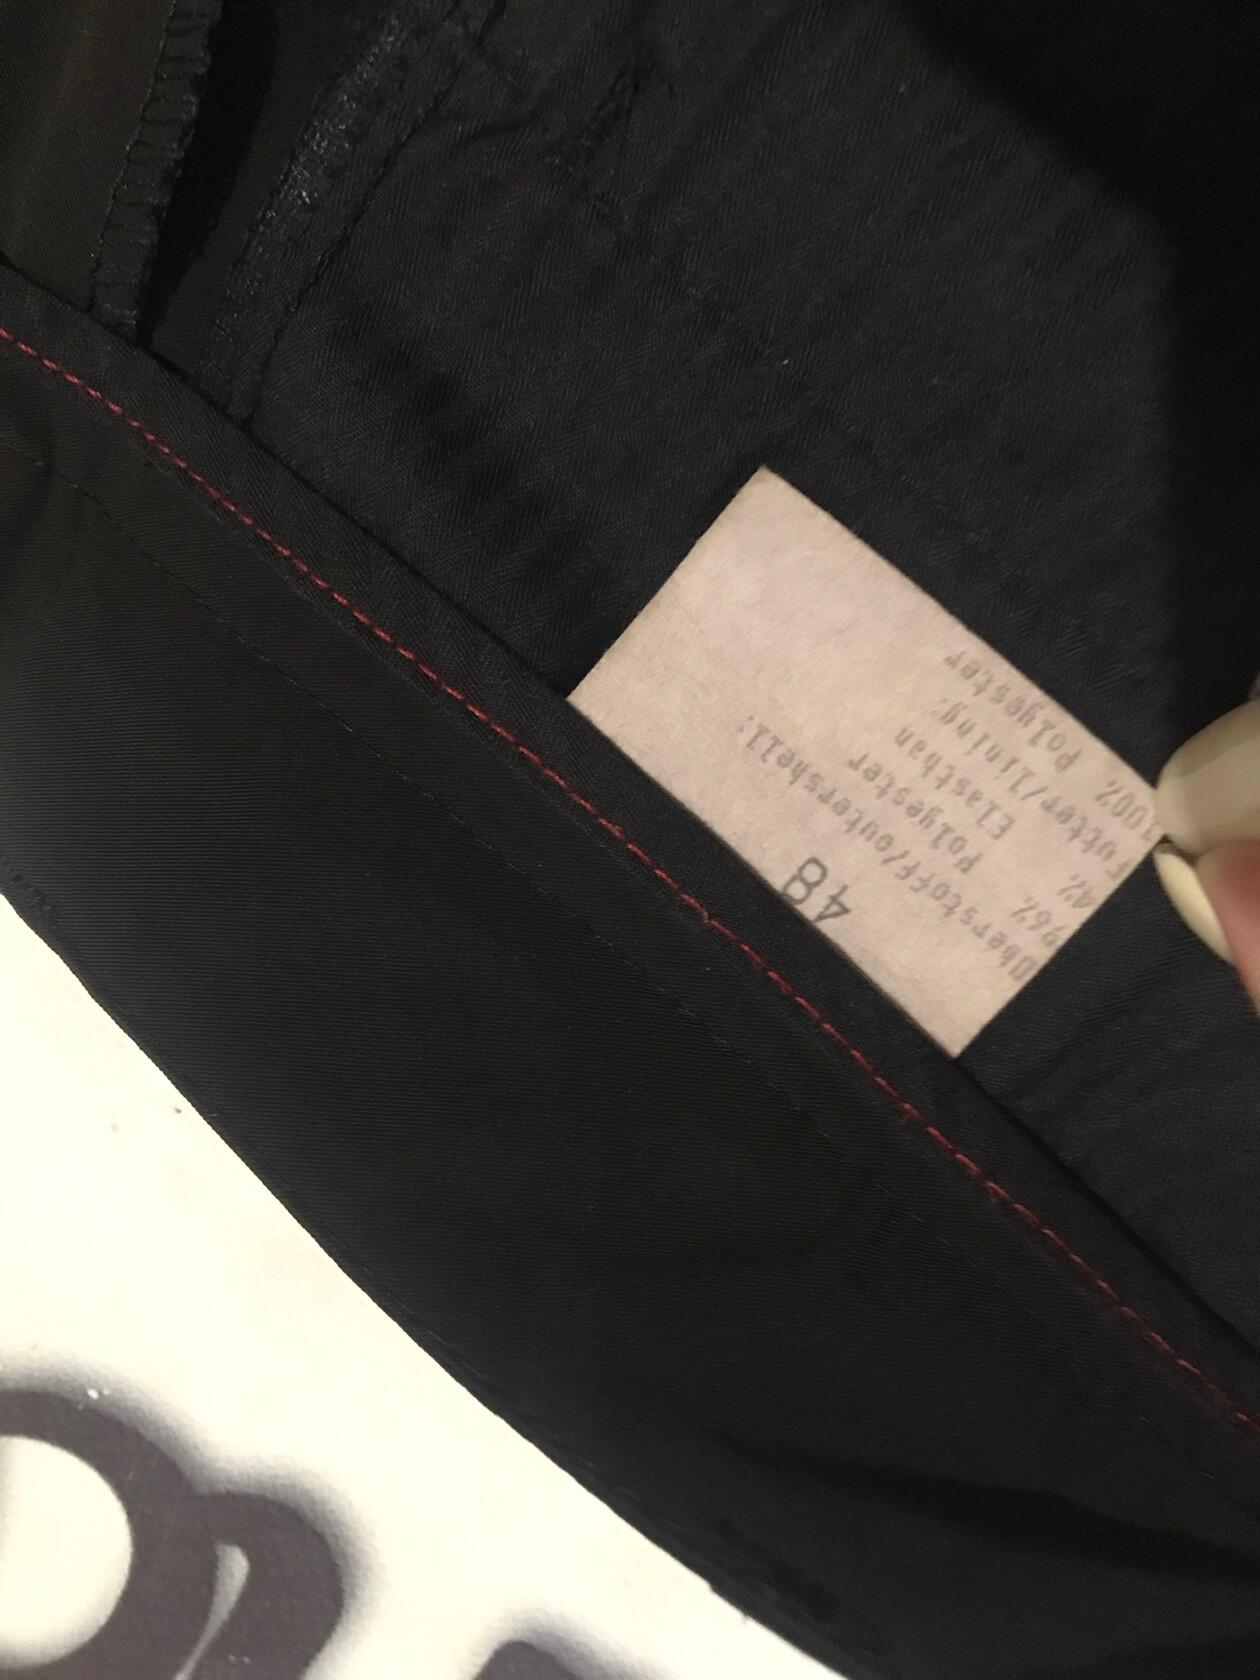 48
Oberstoff/outershell:
96% Polyester
4% Elasthan
Futter/lining:
100% Polyester